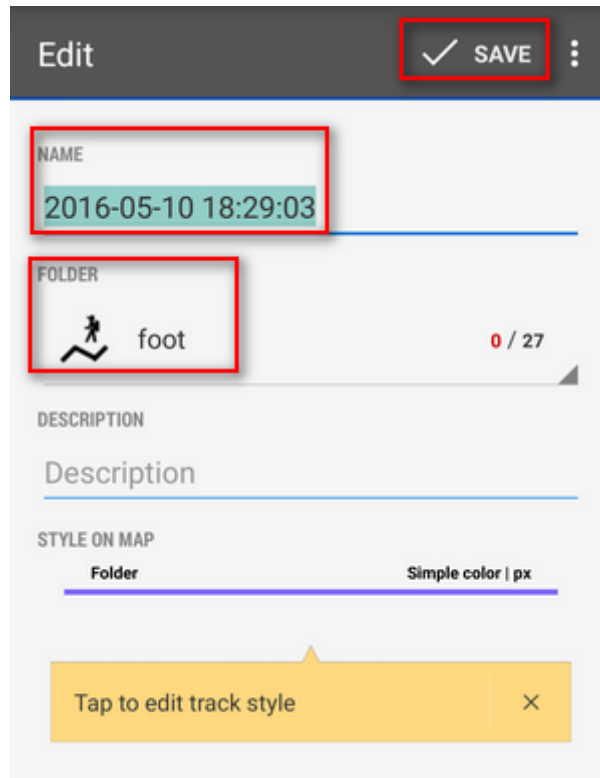 Edit
SAVE
NAME
2016-05-10 18:29:03
FOLDER
foot
0 / 27
DESCRIPTION
Description
STYLE ON MAP
Folder
Simple color | px
Tap to edit track style